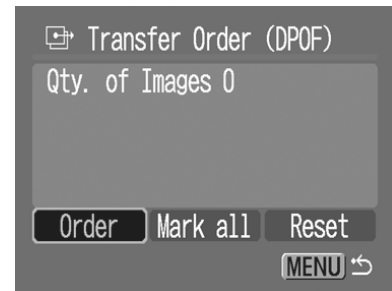 Transfer Order (DPOF)
Qty. of Images 0
Order Mark all Reset
MENU